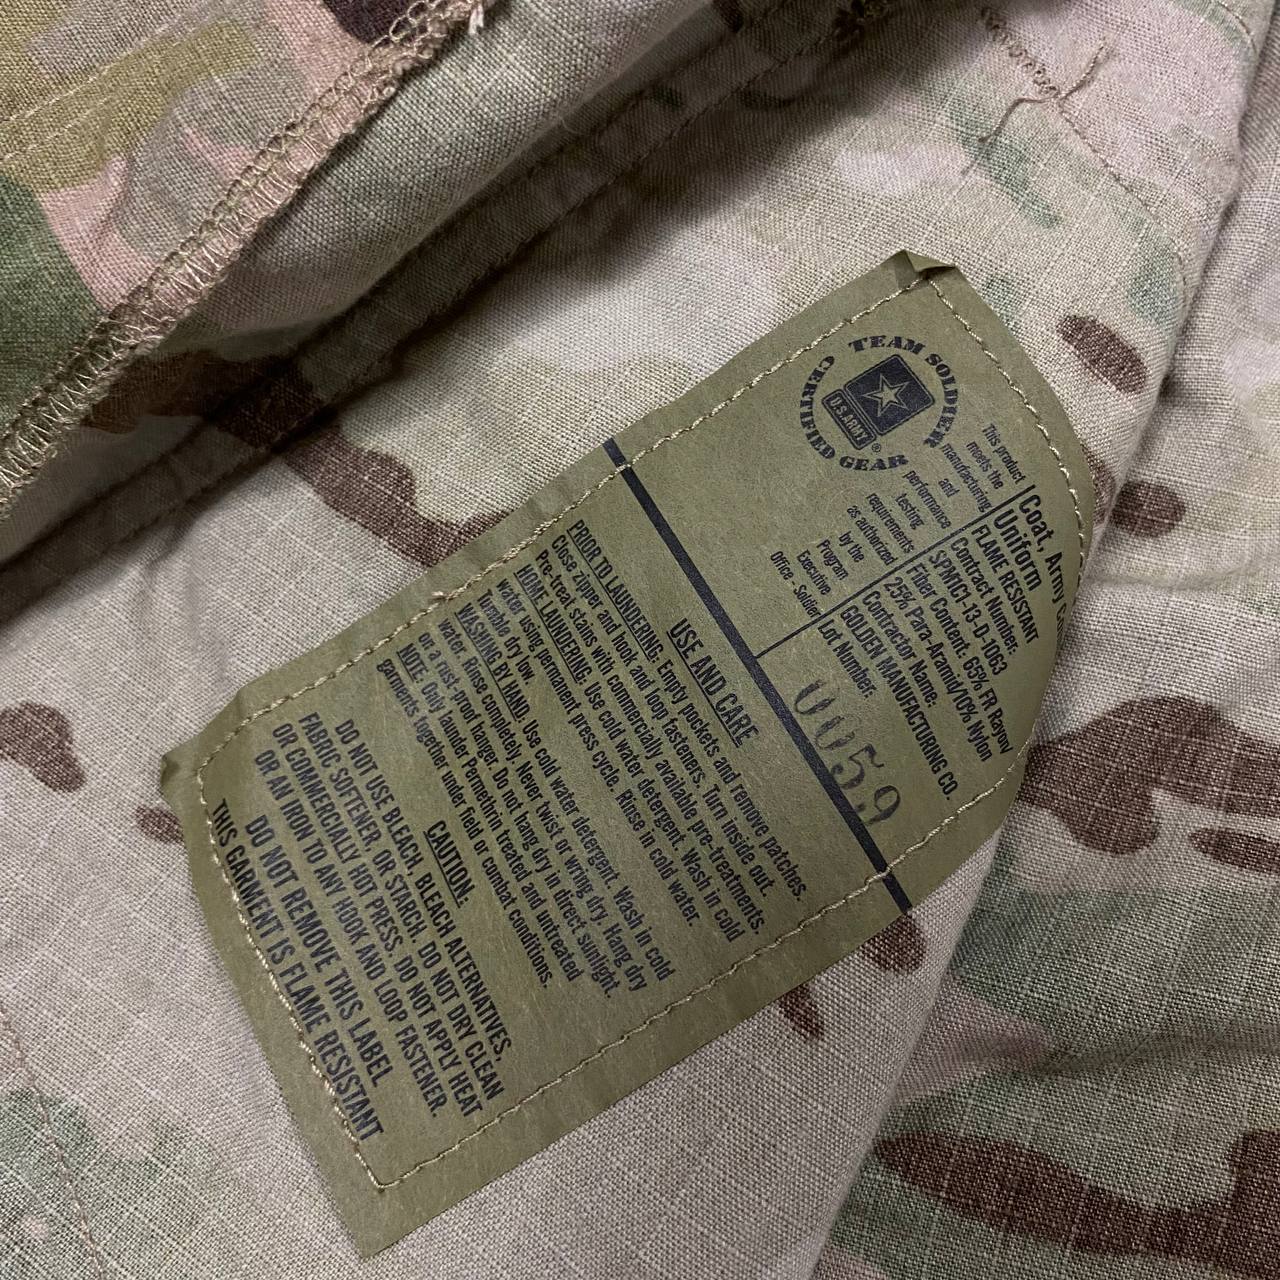 TEAM SOLDIER
CERTIFIED GEAR
U.S.ARMY
®
This product
meets the
manufacturing
and
performance
testing
requirements
as authorized
by the
Program
Executive
Office - Soldier
Coat, Army
Uniform
FLAME RESISTANT
Contract Number:
SPM1C1-13-D-1063
Fiber Content: 65% FR Rayon/
25% Para-Aramid/10% Nylon
Contractor Name:
GOLDEN MANUFACTURING CO.
Lot Number:
0059
USE AND CARE
PRIOR TO LAUNDERING: Empty pockets and remove patches.
Close zipper and hook and loop fasteners. Turn inside out.
Pre-treat stains with commercially available pre-treatments.
HOME LAUNDERING: Use cold water detergent. Wash in cold
water using permanent press cycle. Rinse in cold water.
Tumble dry low.
WASHING BY HAND: Use cold water detergent. Wash in cold
water. Rinse completely. Never twist or wring dry. Hang dry
on a rust-proof hanger. Do not hang dry in direct sunlight.
NOTE: Only launder Permethrin treated and untreated
garments together under field or combat conditions.
CAUTION:
DO NOT USE BLEACH, BLEACH ALTERNATIVES,
FABRIC SOFTENER, OR STARCH. DO NOT DRY CLEAN
OR COMMERCIALLY HOT PRESS. DO NOT APPLY HEAT
OR AN IRON TO ANY HOOK AND LOOP FASTENER.
DO NOT REMOVE THIS LABEL
THIS GARMENT IS FLAME RESISTANT